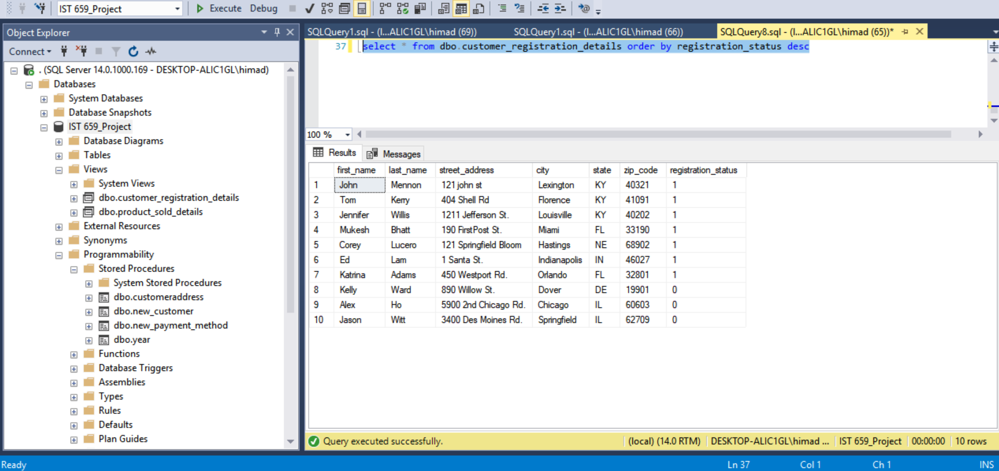 IST 659_Project Execute Debug
Object Explorer
Connect
. (SQL Server 14.0.1000.169 - DESKTOP-ALIC1GL\himad)
Databases
System Databases
Database Snapshots
IST 659_Project
Database Diagrams
Tables
Views
System Views
dbo.customer_registration_details
dbo.product_sold_details
External Resources
Synonyms
Programmability
Stored Procedures
System Stored Procedures
dbo.customeraddress
dbo.new_customer
dbo.new_payment_method
dbo.year
Functions
Database Triggers
Assemblies
Types
Rules
Defaults
Plan Guides
SQLQuery1.sql - (l...ALIC1GL\himad (69)) SQLQuery1.sql - (l...ALIC1GL\himad (66)) SQLQuery8.sql - (l...ALIC1GL\himad (65))*
37 select * from dbo.customer_registration_details order by registration_status desc
100 %
Results Messages
first_name last_name street_address city state zip_code registration_status
1 John Mennon 121 john st Lexington KY 40321 1
2 Tom Kerry 404 Shell Rd Florence KY 41091 1
3 Jennifer Willis 1211 Jefferson St. Louisville KY 40202 1
4 Mukesh Bhatt 190 FirstPost St. Miami FL 33190 1
5 Corey Lucero 121 Springfield Bloom Hastings NE 68902 1
6 Ed Lam 1 Santa St. Indianapolis IN 46027 1
7 Katrina Adams 450 Westport Rd. Orlando FL 32801 1
8 Kelly Ward 890 Willow St. Dover DE 19901 0
9 Alex Ho 5900 2nd Chicago Rd. Chicago IL 60603 0
10 Jason Witt 3400 Des Moines Rd. Springfield IL 62709 0
Query executed successfully. (local) (14.0 RTM) DESKTOP-ALIC1GL\himad ... IST 659_Project 00:00:00 10 rows
Ready Ln 37 Col 1 Ch 1 INS